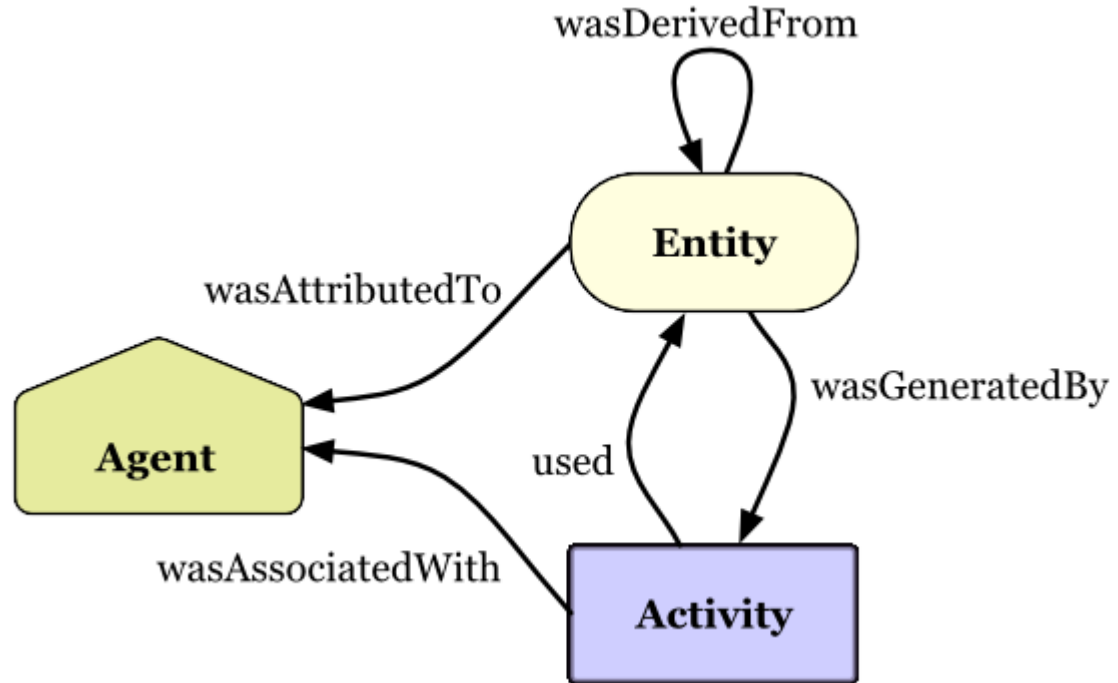 wasDerivedFrom
Entity
wasAttributedTo
wasGeneratedBy
Agent
used
wasAssociatedWith
Activity